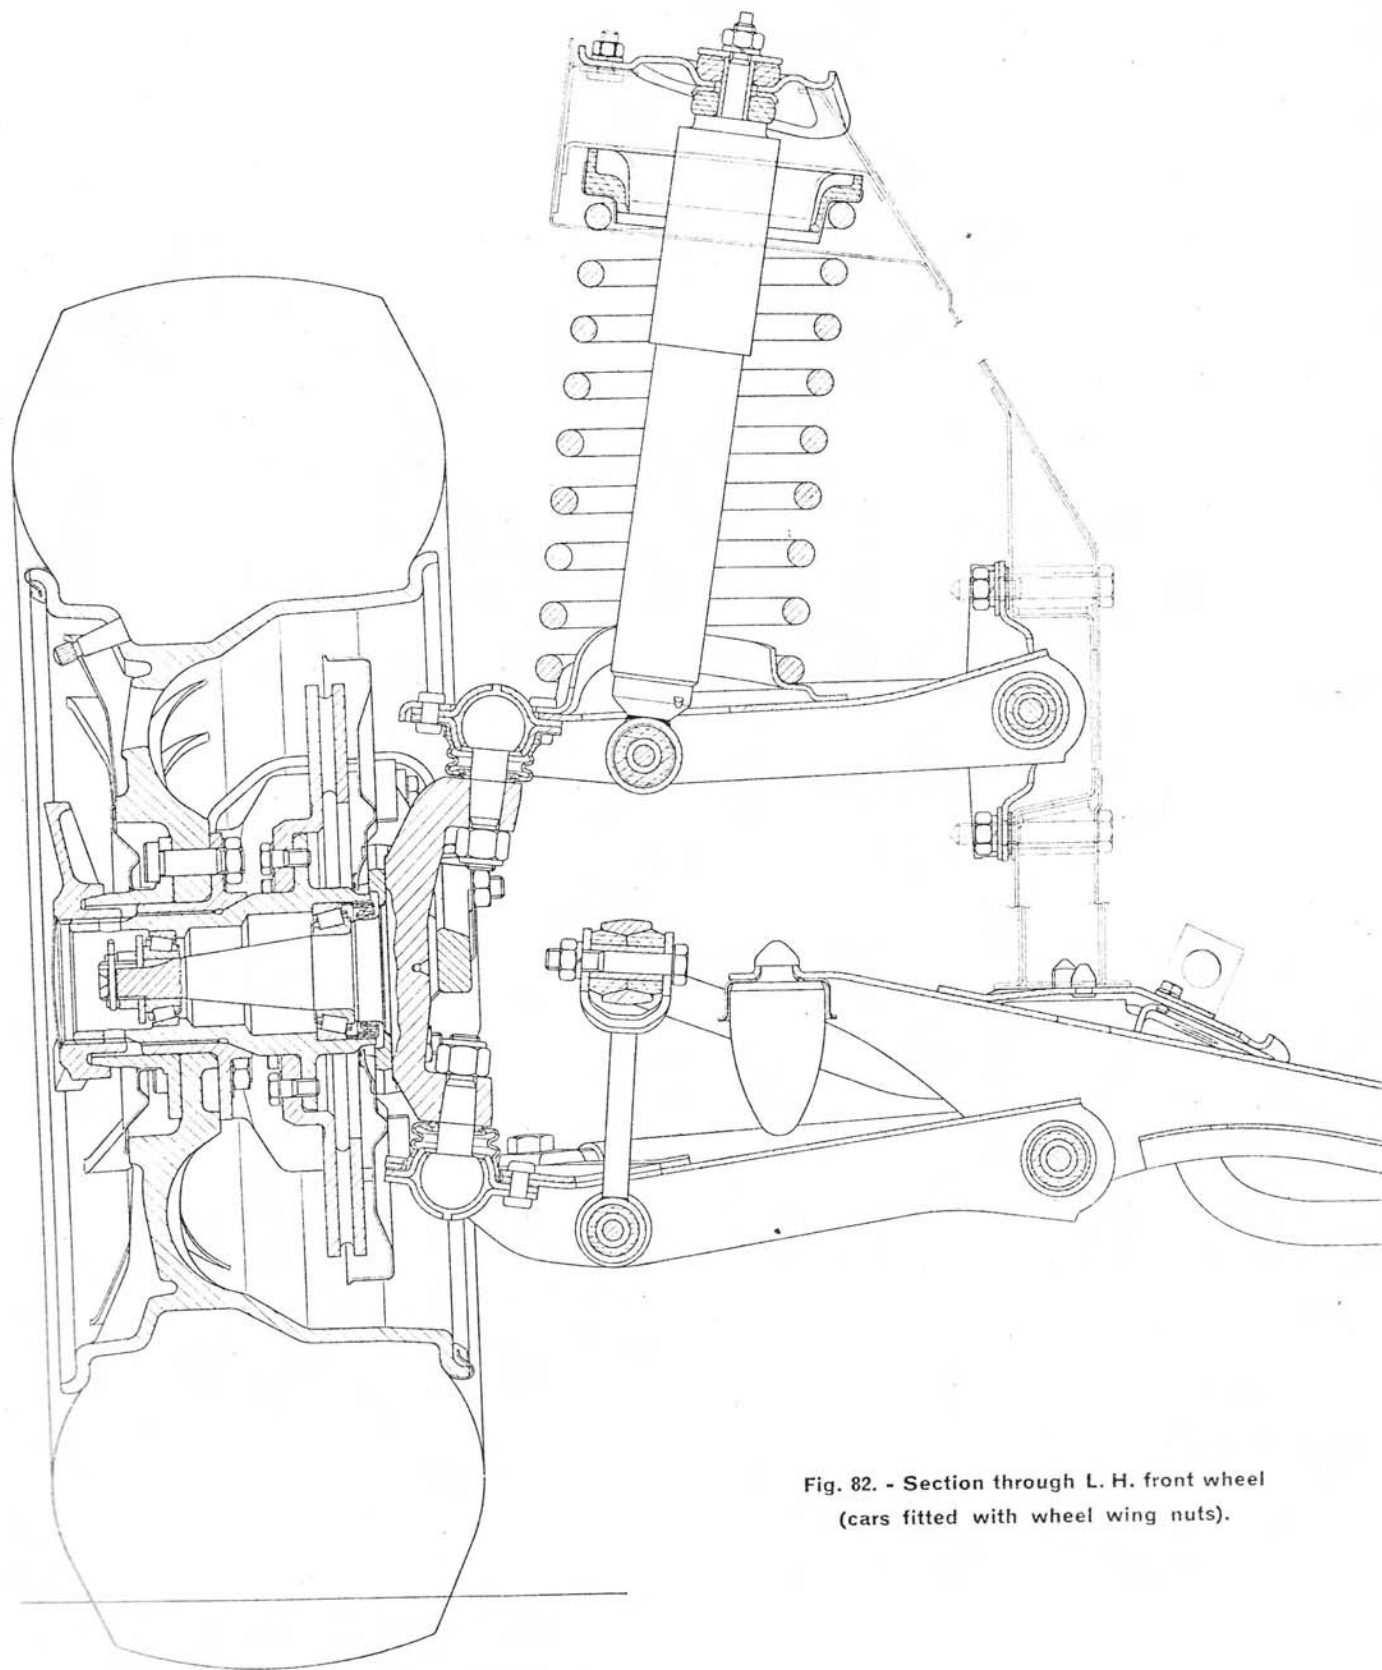 Fig. 82. - Section through L. H. front wheel
(cars fitted with wheel wing nuts).